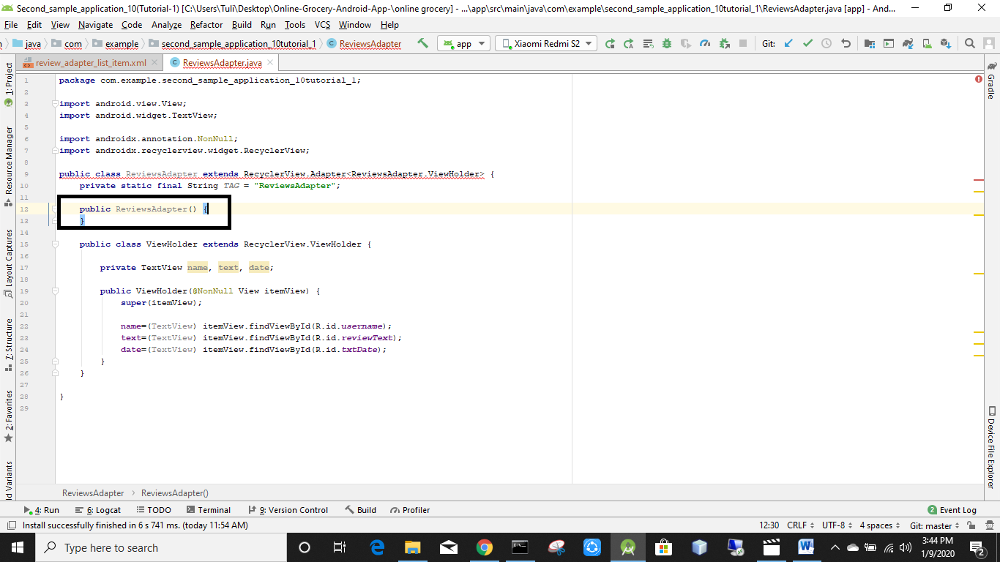 Second_sample_application_10(Tutorial-1) [C:\Users\Tuli\Desktop\Online-Grocery-Android-App-\online grocery] - ...\app\src\main\java\com\example\second_sample_application_10tutorial_1\ReviewsAdapter.java [app] - And...
File Edit View Navigate Code Analyze Refactor Build Run Tools VCS Window Help
java com example second_sample_application_10tutorial_1 ReviewsAdapter app Xiaomi Redmi S2 Git:
review_adapter_list_item.xml ReviewsAdapter.java
1: Project
Resource Manager
Layout Captures
7: Structure
2: Favorites
ld Variants
Gradle
Device File Explorer
1 package com.example.second_sample_application_10tutorial_1;
2
3 import android.view.View;
4 import android.widget.TextView;
5
6 import androidx.annotation.NonNull;
7 import androidx.recyclerview.widget.RecyclerView;
8
9 public class ReviewsAdapter extends RecyclerView.Adapter<ReviewsAdapter.ViewHolder> {
10 private static final String TAG = "ReviewsAdapter";
11
12 public ReviewsAdapter() {
13 }
14
15 public class ViewHolder extends RecyclerView.ViewHolder {
16
17 private TextView name, text, date;
18
19 public ViewHolder(@NonNull View itemView) {
20 super(itemView);
21
22 name=(TextView) itemView.findViewById(R.id.username);
23 text=(TextView) itemView.findViewById(R.id.reviewText);
24 date=(TextView) itemView.findViewById(R.id.txtDate);
25 }
26 }
27
28 }
29
ReviewsAdapter ReviewsAdapter()
4: Run 6: Logcat TODO Terminal 9: Version Control Build Profiler 2 Event Log
Install successfully finished in 6 s 741 ms. (today 11:54 AM) 12:30 CRLF UTF-8 4 spaces Git: master
Type here to search
3:44 PM
1/9/2020
2